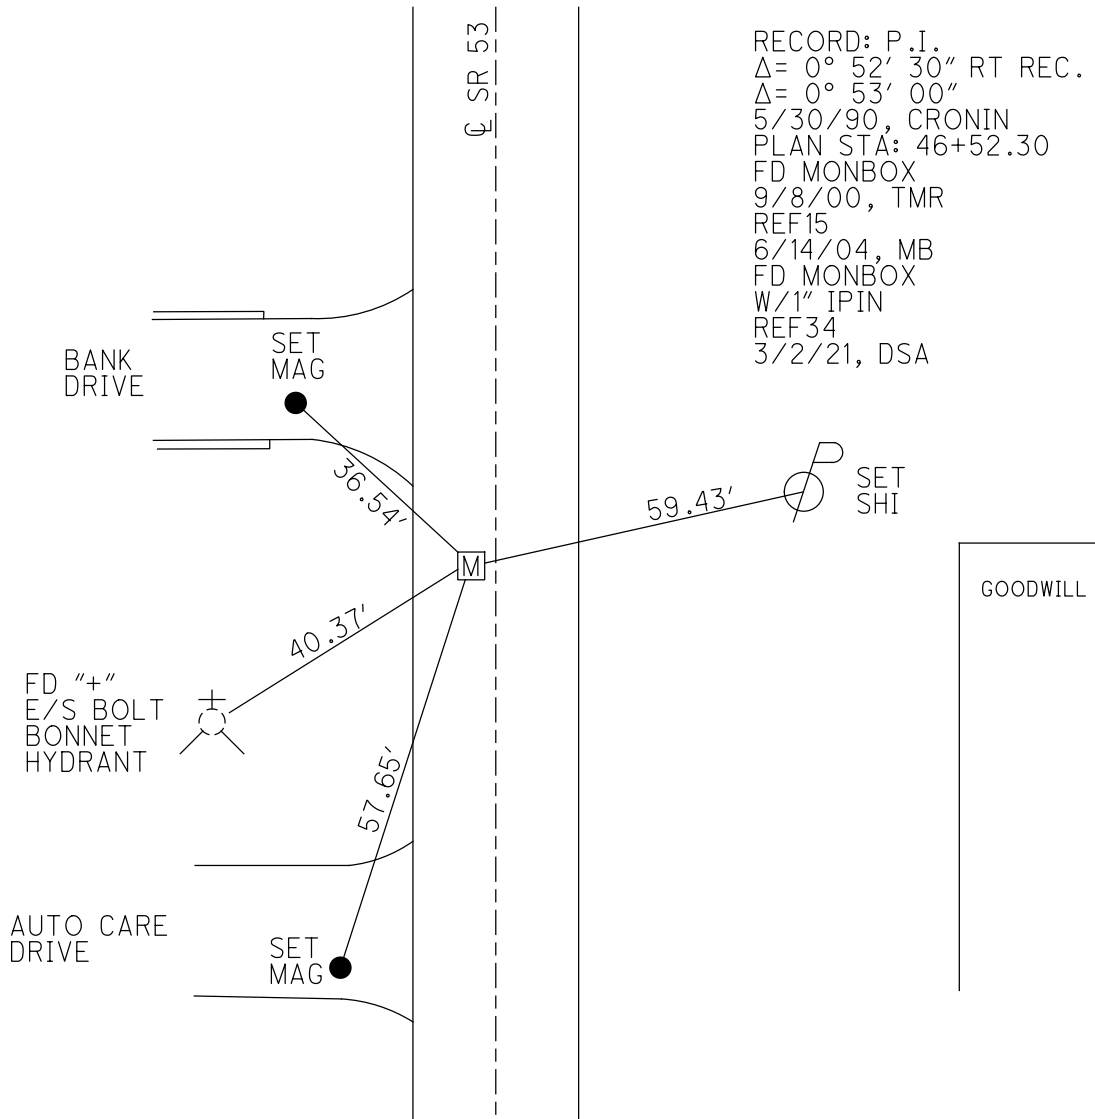 ℄ SR 53
RECORD: P.I.
Δ= 0° 52' 30" RT REC.
Δ= 0° 53' 00"
5/30/90, CRONIN
PLAN STA: 46+52.30
FD MONBOX
9/8/00, TMR
REF15
6/14/04, MB
FD MONBOX
W/1" IPIN
REF34
3/2/21, DSA
BANK
DRIVE
SET
MAG
36.54'
59.43'
SET
SHI
M
GOODWILL
40.37'
FD "+"
E/S BOLT
BONNET
HYDRANT
57.65'
AUTO CARE
DRIVE
SET
MAG